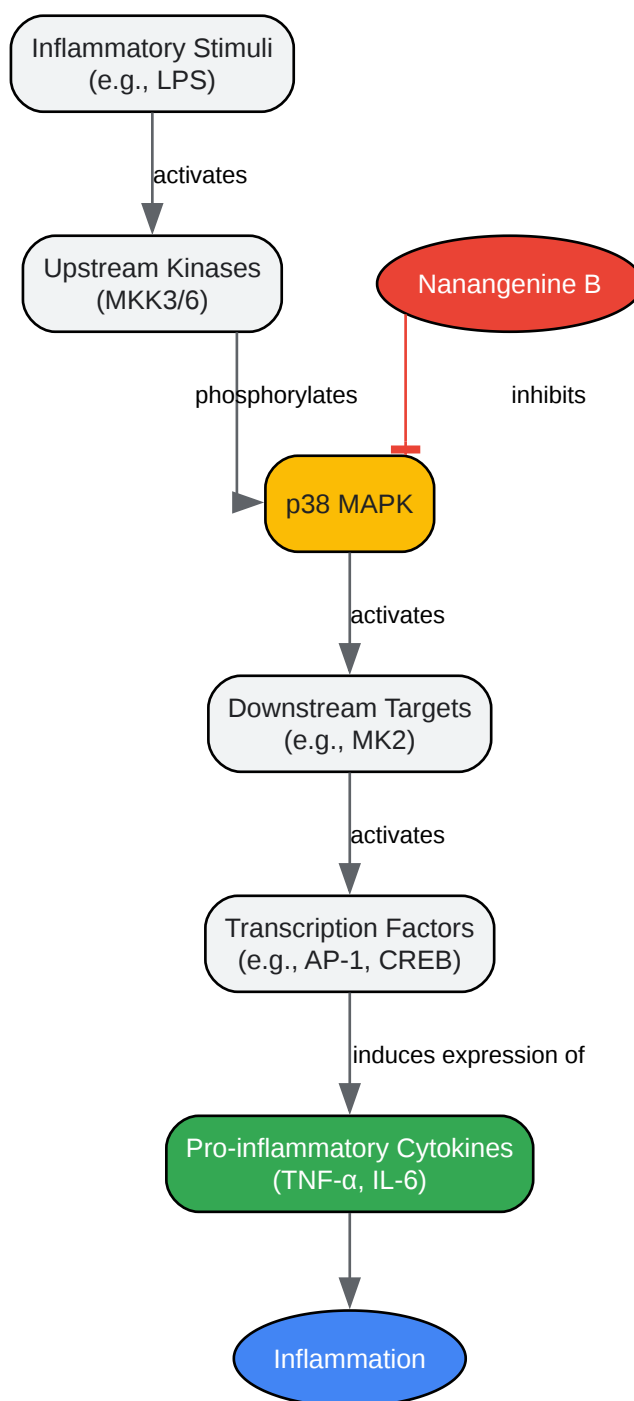 Inflammatory Stimuli
(e.g., LPS)
activates
Upstream Kinases
(MKK3/6)
Nanangenine B
phosphorylates
inhibits
p38 MAPK
activates
Downstream Targets
(e.g., MK2)
activates
Transcription Factors
(e.g., AP-1, CREB)
induces expression of
Pro-inflammatory Cytokines
(TNF-α, IL-6)
Inflammation